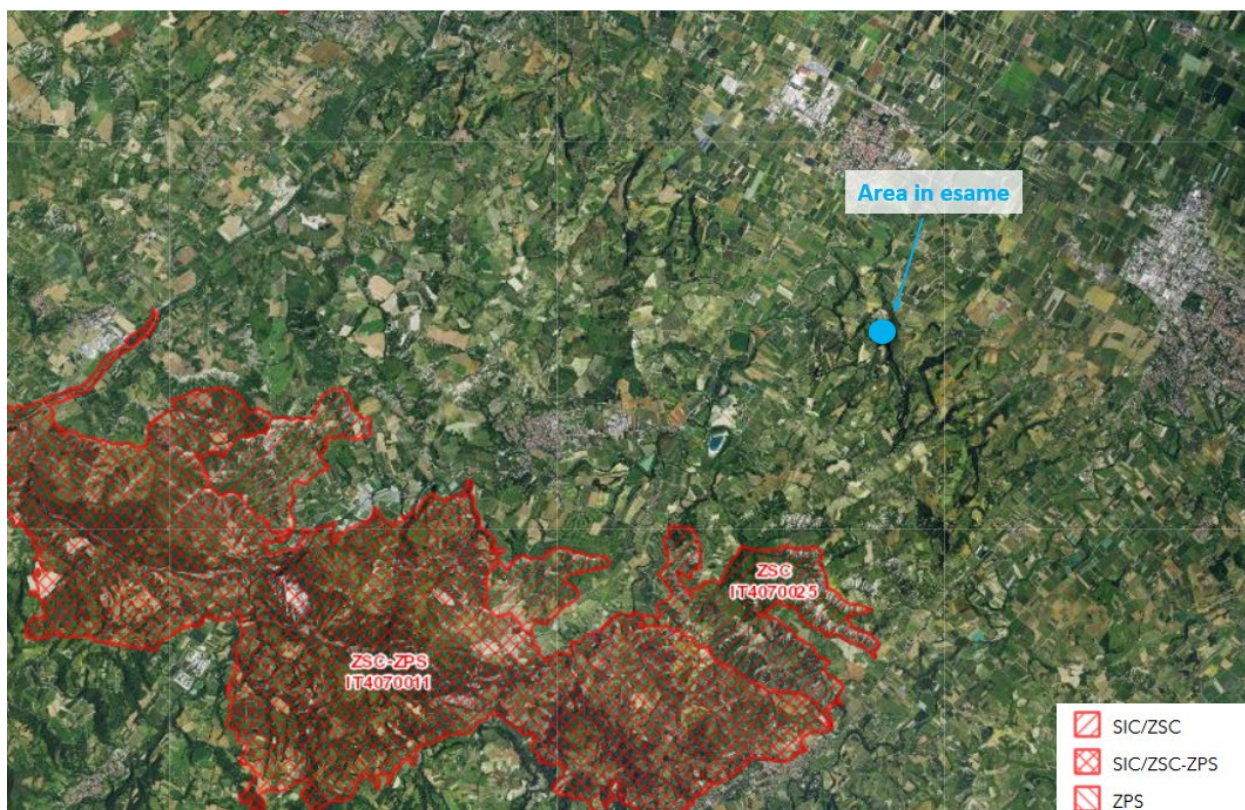 Area in esame
ZSC
IT4070025
ZSC-ZPS
IT4070011
SIC/ZSC
SIC/ZSC-ZPS
ZPS